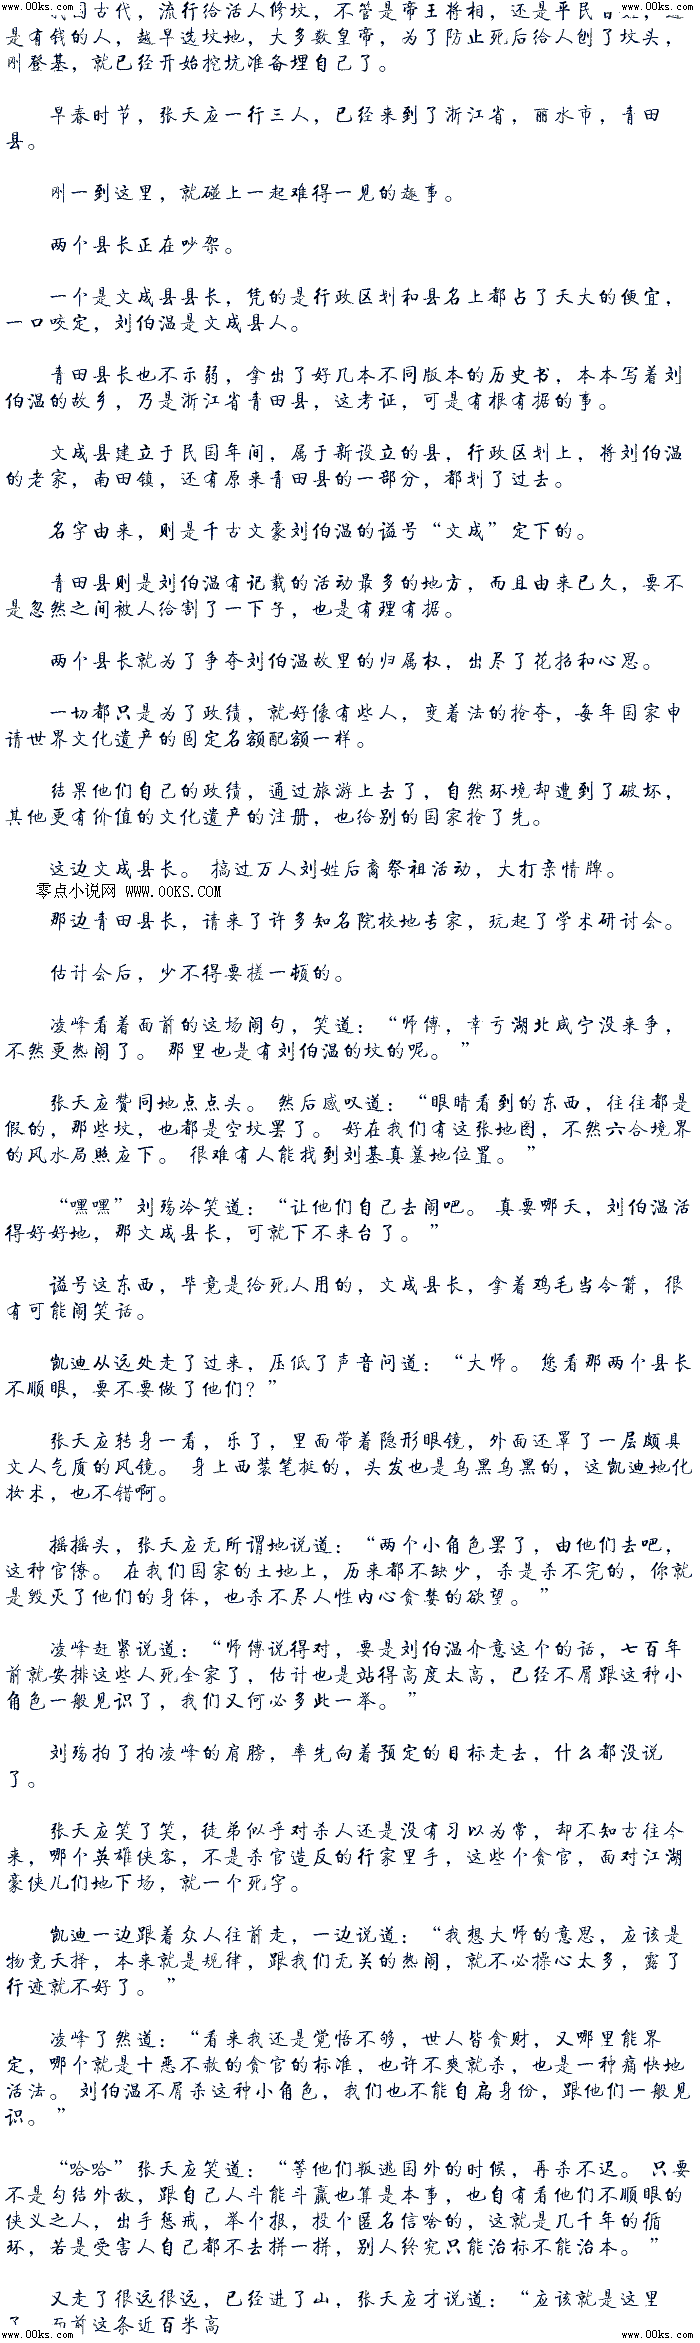 www.00ks.com www.00ks.com
我国古代，流行给活人修坟，不管是帝王将相，还是平民百姓，
是有钱的人，越早选坟地，大多数皇帝，为了防止死后给人刨了坟头，
刚登基，就已经开始挖坑准备埋自己了。
早春时节，张天应一行三人，已经来到了浙江省，丽水市，青田
县。
刚一到这里，就碰上一起难得一见的趣事。
两个县长正在吵架。
一个是文成县县长，凭的是行政区划和县名上都占了天大的便宜，
一口咬定，刘伯温是文成县人。
青田县长也不示弱，拿出了好几本不同版本的历史书，本本写着刘
伯温的故乡，乃是浙江省青田县，这考证，可是有根有据的事。
文成县建立于民国年间，属于新设立的县，行政区划上，将刘伯温
的老家，南田镇，还有原来青田县的一部分，都划了过去。
名字由来，则是千古文豪刘伯温的谥号“文成”定下的。
青田县则是刘伯温有记载的活动最多的地方，而且由来已久，要不
是忽然之间被人给割了一下子，也是有理有据。
两个县长就为了争夺刘伯温故里的归属权，出尽了花招和心思。
一切都只是为了政绩，就好像有些人，变着法的抢夺，每年国家申
请世界文化遗产的固定名额配额一样。
结果他们自己的政绩，通过旅游上去了，自然环境却遭到了破坏，
其他更有价值的文化遗产的注册，也给别的国家抢了先。
这边文成县长。 搞过万人刘姓后裔祭祖活动，大打亲情牌。
零点小说网 www.00KS.COM
那边青田县长，请来了许多知名院校地专家，玩起了学术研讨会。
估计会后，少不得要搓一顿的。
凌峰看着面前的这场闹句，笑道：“师傅，幸亏湖北咸宁没来争，
不然更热闹了。 那里也是有刘伯温的坟的呢。”
张天应赞同地点点头。 然后感叹道：“眼睛看到的东西，往往都是
假的，那些坟，也都是空坟罢了。 好在我们有这张地图，不然六合境界
的风水局照应下。 很难有人能找到刘基真墓地位置。”
“嘿嘿”刘殇冷笑道：“让他们自己去闹吧。 真要哪天，刘伯温活
得好好地，那文成县长，可就下不来台了。”
谥号这东西，毕竟是给死人用的，文成县长，拿着鸡毛当令箭，很
有可能闹笑话。
凯迪从远处走了过来，压低了声音问道：“大师。 您看那两个县长
不顺眼，要不要做了他们？”
张天应转身一看，乐了，里面带着隐形眼镜，外面还罩了一层颇具
文人气质的风镜。 身上西装笔挺的，头发也是乌黑乌黑的，这凯迪地化
妆术，也不错啊。
摇摇头，张天应无所谓地说道：“两个小角色罢了，由他们去吧，
这种官僚。 在我们国家的土地上，历来都不缺少，杀是杀不完的，你就
是毁灭了他们的身体，也杀不尽人性内心贪婪的欲望。”
凌峰赶紧说道：“师傅说得对，要是刘伯温介意这个的话，七百年
前就安排这些人死全家了，估计也是站得高度太高，已经不屑跟这种小
角色一般见识了，我们又何必多此一举。”
刘殇拍了拍凌峰的肩膀，率先向着预定的目标走去，什么都没说
了。
张天应笑了笑，徒弟似乎对杀人还是没有习以为常，却不知古往今
来，哪个英雄侠客，不是杀官造反的行家里手，这些个贪官，面对江湖
豪侠儿们地下场，就一个死字。
凯迪一边跟着众人往前走，一边说道：“我想大师的意思，应该是
物竞天择，本来就是规律，跟我们无关的热闹，就不必操心太多，露了
行迹就不好了。”
凌峰了然道：“看来我还是觉悟不够，世人皆贪财，又哪里能界
定，哪个就是十恶不赦的贪官的标准，也许不爽就杀，也是一种痛快地
活法。 刘伯温不屑杀这种小角色，我们也不能自扁身份，跟他们一般见
识。”
“哈哈”张天应笑道：“等他们叛逃国外的时候，再杀不迟。 只要
不是勾结外敌，跟自己人斗能斗赢也算是本事，也自有看他们不顺眼的
侠义之人，出手惩戒，举个报，投个匿名信啥的，这就是几千年的循
环，若是受害人自己都不去拼一拼，别人终究只能治标不能治本。”
又走了很远很远，已经进了山，张天应才说道：“应该就是这里
了，面前这条近百米高
www.00ks.com www.00ks.com